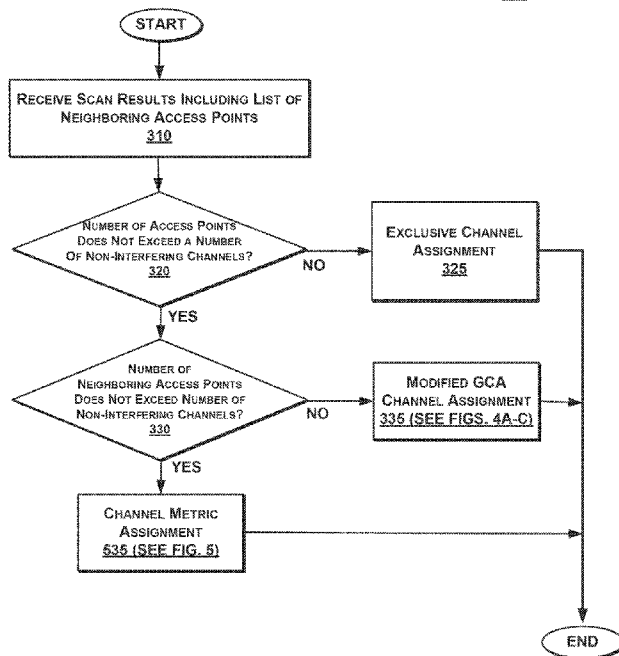 START
RECEIVE SCAN RESULTS INCLUDING LIST OF
NEIGHBORING ACCESS POINTS
310
NUMBER OF ACCESS POINTS
DOES NOT EXCEED A NUMBER
OF NON-INTERFERING CHANNELS?
320
NO
EXCLUSIVE CHANNEL
ASSIGNMENT
325
YES
NUMBER OF
NEIGHBORING ACCESS POINTS
DOES NOT EXCEED NUMBER OF
NON-INTERFERING CHANNELS?
330
NO
MODIFIED GCA
CHANNEL ASSIGNMENT
335 (SEE FIGS. 4A-C)
YES
CHANNEL METRIC
ASSIGNMENT
535 (SEE FIG. 5)
END